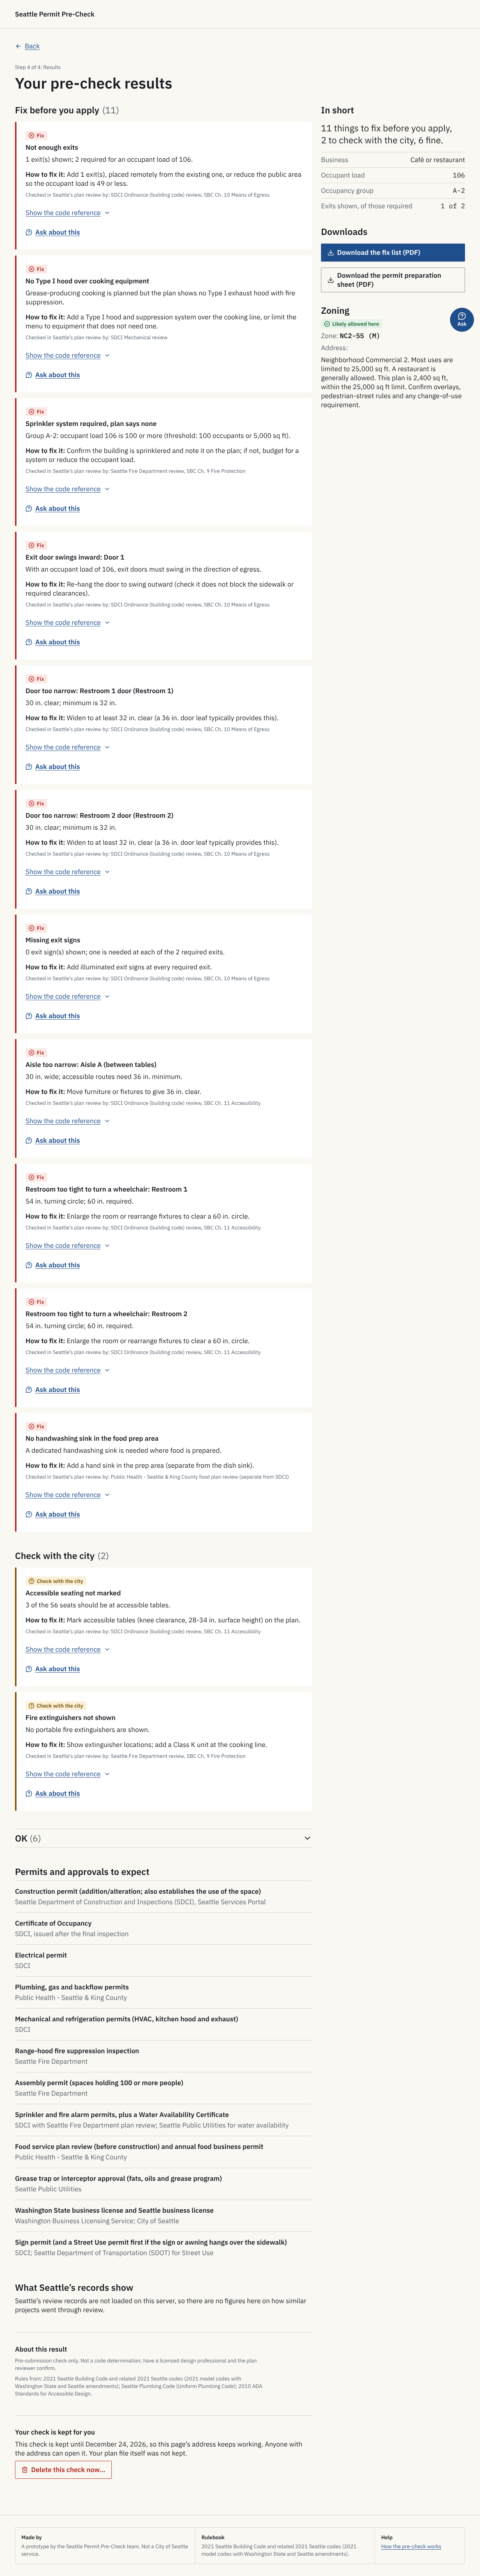 Seattle Permit Pre-Check
Back
Step 4 of 4: Results
Your pre-check results
Fix before you apply (11)
Fix
Not enough exits
1 exit(s) shown; 2 required for an occupant load of 106.
How to fix it: Add 1 exit(s), placed remotely from the existing one, or reduce the public area
so the occupant load is 49 or less.
Checked in Seattle's plan review by: SDCI Ordinance (building code) review, SBC Ch. 10 Means of Egress
Show the code reference
Ask about this
Fix
No Type I hood over cooking equipment
Grease-producing cooking is planned but the plan shows no Type I exhaust hood with fire
suppression.
How to fix it: Add a Type I hood and suppression system over the cooking line, or limit the
menu to equipment that does not need one.
Checked in Seattle's plan review by: SDCI Mechanical review
Show the code reference
Ask about this
Fix
Sprinkler system required, plan says none
Group A-2: occupant load 106 is 100 or more (threshold: 100 occupants or 5,000 sq ft).
How to fix it: Confirm the building is sprinklered and note it on the plan; if not, budget for a
system or reduce the occupant load.
Checked in Seattle's plan review by: Seattle Fire Department review, SBC Ch. 9 Fire Protection
Show the code reference
Ask about this
Fix
Exit door swings inward: Door 1
With an occupant load of 106, exit doors must swing in the direction of egress.
How to fix it: Re-hang the door to swing outward (check it does not block the sidewalk or
required clearances).
Checked in Seattle's plan review by: SDCI Ordinance (building code) review, SBC Ch. 10 Means of Egress
Show the code reference
Ask about this
Fix
Door too narrow: Restroom 1 door (Restroom 1)
30 in. clear; minimum is 32 in.
How to fix it: Widen to at least 32 in. clear (a 36 in. door leaf typically provides this).
Checked in Seattle's plan review by: SDCI Ordinance (building code) review, SBC Ch. 10 Means of Egress
Show the code reference
Ask about this
Fix
Door too narrow: Restroom 2 door (Restroom 2)
30 in. clear; minimum is 32 in.
How to fix it: Widen to at least 32 in. clear (a 36 in. door leaf typically provides this).
Checked in Seattle's plan review by: SDCI Ordinance (building code) review, SBC Ch. 10 Means of Egress
Show the code reference
Ask about this
Fix
Missing exit signs
0 exit sign(s) shown; one is needed at each of the 2 required exits.
How to fix it: Add illuminated exit signs at every required exit.
Checked in Seattle's plan review by: SDCI Ordinance (building code) review, SBC Ch. 10 Means of Egress
Show the code reference
Ask about this
Fix
Aisle too narrow: Aisle A (between tables)
30 in. wide; accessible routes need 36 in. minimum.
How to fix it: Move furniture or fixtures to give 36 in. clear.
Checked in Seattle's plan review by: SDCI Ordinance (building code) review, SBC Ch. 11 Accessibility
Show the code reference
Ask about this
Fix
Restroom too tight to turn a wheelchair: Restroom 1
54 in. turning circle; 60 in. required.
How to fix it: Enlarge the room or rearrange fixtures to clear a 60 in. circle.
Checked in Seattle's plan review by: SDCI Ordinance (building code) review, SBC Ch. 11 Accessibility
Show the code reference
Ask about this
Fix
Restroom too tight to turn a wheelchair: Restroom 2
54 in. turning circle; 60 in. required.
How to fix it: Enlarge the room or rearrange fixtures to clear a 60 in. circle.
Checked in Seattle's plan review by: SDCI Ordinance (building code) review, SBC Ch. 11 Accessibility
Show the code reference
Ask about this
Fix
No handwashing sink in the food prep area
A dedicated handwashing sink is needed where food is prepared.
How to fix it: Add a hand sink in the prep area (separate from the dish sink).
Checked in Seattle's plan review by: Public Health - Seattle & King County food plan review (separate from SDCI)
Show the code reference
Ask about this
Check with the city (2)
Check with the city
Accessible seating not marked
3 of the 56 seats should be at accessible tables.
How to fix it: Mark accessible tables (knee clearance, 28-34 in. surface height) on the plan.
Checked in Seattle's plan review by: SDCI Ordinance (building code) review, SBC Ch. 11 Accessibility
Show the code reference
Ask about this
Check with the city
Fire extinguishers not shown
No portable fire extinguishers are shown.
How to fix it: Show extinguisher locations; add a Class K unit at the cooking line.
Checked in Seattle's plan review by: Seattle Fire Department review, SBC Ch. 9 Fire Protection
Show the code reference
Ask about this
OK (6)
Permits and approvals to expect
Construction permit (addition/alteration; also establishes the use of the space)
Seattle Department of Construction and Inspections (SDCI), Seattle Services Portal
Certificate of Occupancy
SDCI, issued after the final inspection
Electrical permit
SDCI
Plumbing, gas and backflow permits
Public Health - Seattle & King County
Mechanical and refrigeration permits (HVAC, kitchen hood and exhaust)
SDCI
Range-hood fire suppression inspection
Seattle Fire Department
Assembly permit (spaces holding 100 or more people)
Seattle Fire Department
Sprinkler and fire alarm permits, plus a Water Availability Certificate
SDCI with Seattle Fire Department plan review; Seattle Public Utilities for water availability
Food service plan review (before construction) and annual food business permit
Public Health - Seattle & King County
Grease trap or interceptor approval (fats, oils and grease program)
Seattle Public Utilities
Washington State business license and Seattle business license
Washington Business Licensing Service; City of Seattle
Sign permit (and a Street Use permit first if the sign or awning hangs over the sidewalk)
SDCI; Seattle Department of Transportation (SDOT) for Street Use
What Seattle's records show
Seattle's review records are not loaded on this server, so there are no figures here on how similar
projects went through review.
About this result
Pre-submission check only. Not a code determination; have a licensed design professional and the plan
reviewer confirm.
Rules from: 2021 Seattle Building Code and related 2021 Seattle codes (2021 model codes with
Washington State and Seattle amendments); Seattle Plumbing Code (Uniform Plumbing Code); 2010 ADA
Standards for Accessible Design.
Your check is kept for you
This check is kept until December 24, 2026, so this page's address keeps working. Anyone with
the address can open it. Your plan file itself was not kept.
Delete this check now...
In short
11 things to fix before you apply,
2 to check with the city, 6 fine.
Business Café or restaurant
Occupant load 106
Occupancy group A-2
Exits shown, of those required 1 of 2
Downloads
Download the fix list (PDF)
Download the permit preparation
sheet (PDF)
Zoning
Likely allowed here
Zone: NC2-55 (M)
Address:
Neighborhood Commercial 2. Most uses are
limited to 25,000 sq ft. A restaurant is
generally allowed. This plan is 2,400 sq ft,
within the 25,000 sq ft. Confirm overlays,
pedestrian-street rules and any change-of-use
requirement.
Ask
Made by
A prototype by the Seattle Permit Pre-Check team. Not a City of Seattle
service.
Rulebook
2021 Seattle Building Code and related 2021 Seattle codes (2021
model codes with Washington State and Seattle amendments).
Help
How the pre-check works